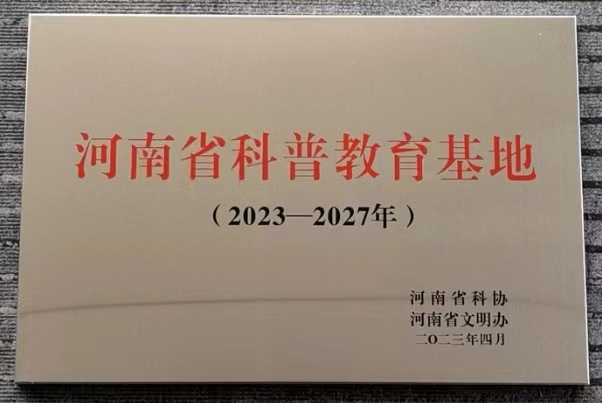 河南省科普教育基地
（2023—2027年）
河南省科协
河南省文明办
二〇二三年四月